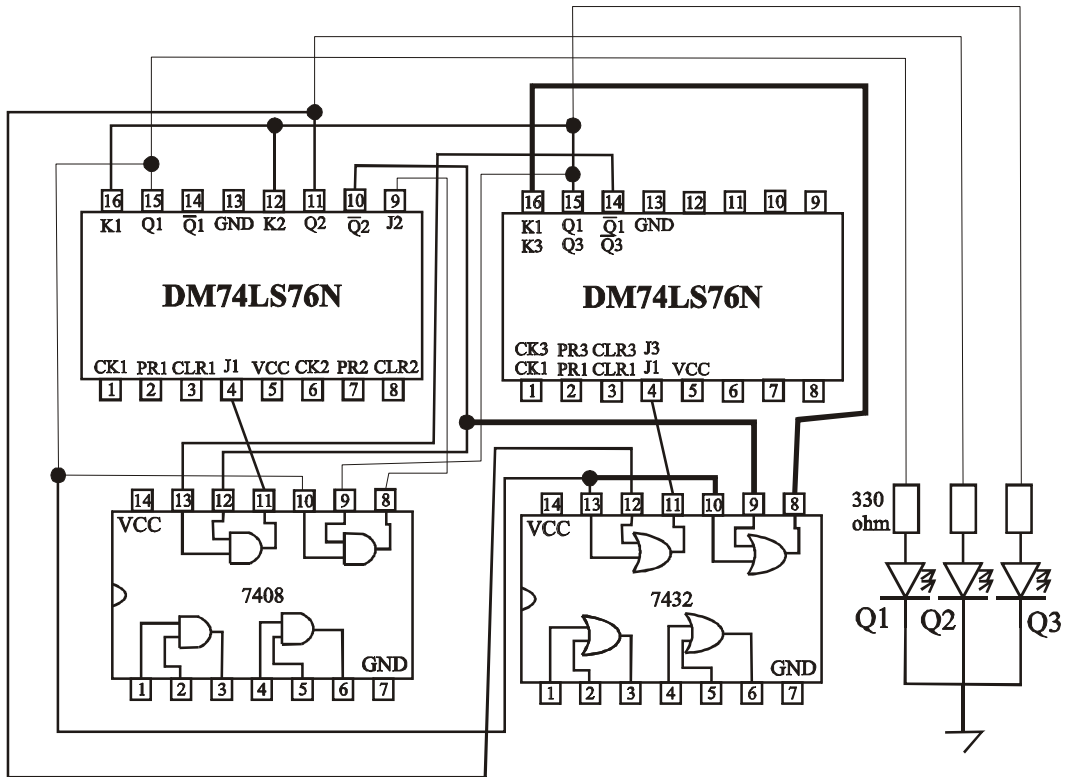 16 15 14 13 12 11 10 9
K1 Q1 Q̅1 GND K2 Q2 Q̅2 J2
DM74LS76N
CK1 PR1 CLR1 J1 VCC CK2 PR2 CLR2
1 2 3 4 5 6 7 8
16 15 14 13 12 11 10 9
K1 Q1 Q̅1 GND
K3 Q3 Q̅3
DM74LS76N
CK3 PR3 CLR3 J3
CK1 PR1 CLR1 J1 VCC
1 2 3 4 5 6 7 8
14 13 12 11 10 9 8
VCC
7408
GND
1 2 3 4 5 6 7
14 13 12 11 10 9 8
VCC
7432
GND
1 2 3 4 5 6 7
330
ohm
Q1 Q2 Q3